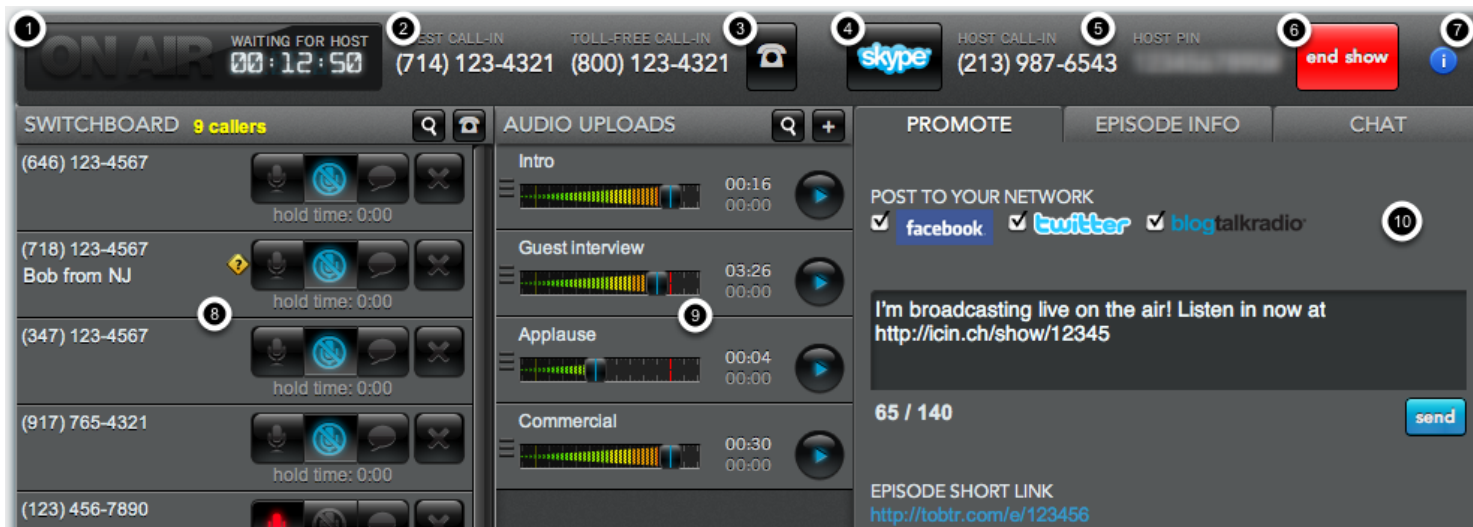 1
ON AIR
WAITING FOR HOST
00:12:50
2
EST CALL-IN
(714) 123-4321
TOLL-FREE CALL-IN
(800) 123-4321
3
4
skype
HOST CALL-IN
(213) 987-6543
5
HOST PIN
6
end show
7
i
SWITCHBOARD 9 callers
(646) 123-4567
hold time: 0:00
(718) 123-4567
Bob from NJ
?
hold time: 0:00
8
(347) 123-4567
hold time: 0:00
(917) 765-4321
hold time: 0:00
(123) 456-7890
AUDIO UPLOADS
+
Intro
00:16
00:00
Guest interview
03:26
00:00
9
Applause
00:04
00:00
Commercial
00:30
00:00
PROMOTE EPISODE INFO CHAT
POST TO YOUR NETWORK
facebook twitter blogtalkradio
10
I'm broadcasting live on the air! Listen in now at
http://icin.ch/show/12345
65 / 140
send
EPISODE SHORT LINK
http://tobtr.com/e/123456